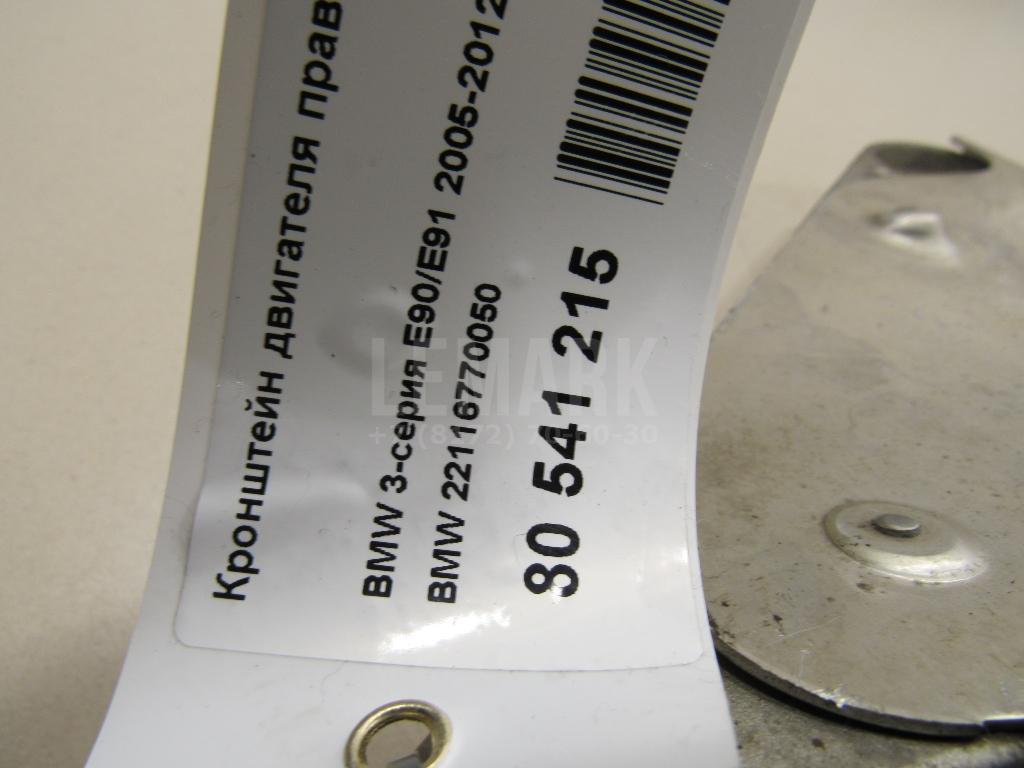 Кронштейн двигателя прав
BMW 3-серия E90/E91 2005-2012
BMW 22116770050
80 541 215
LEMARK